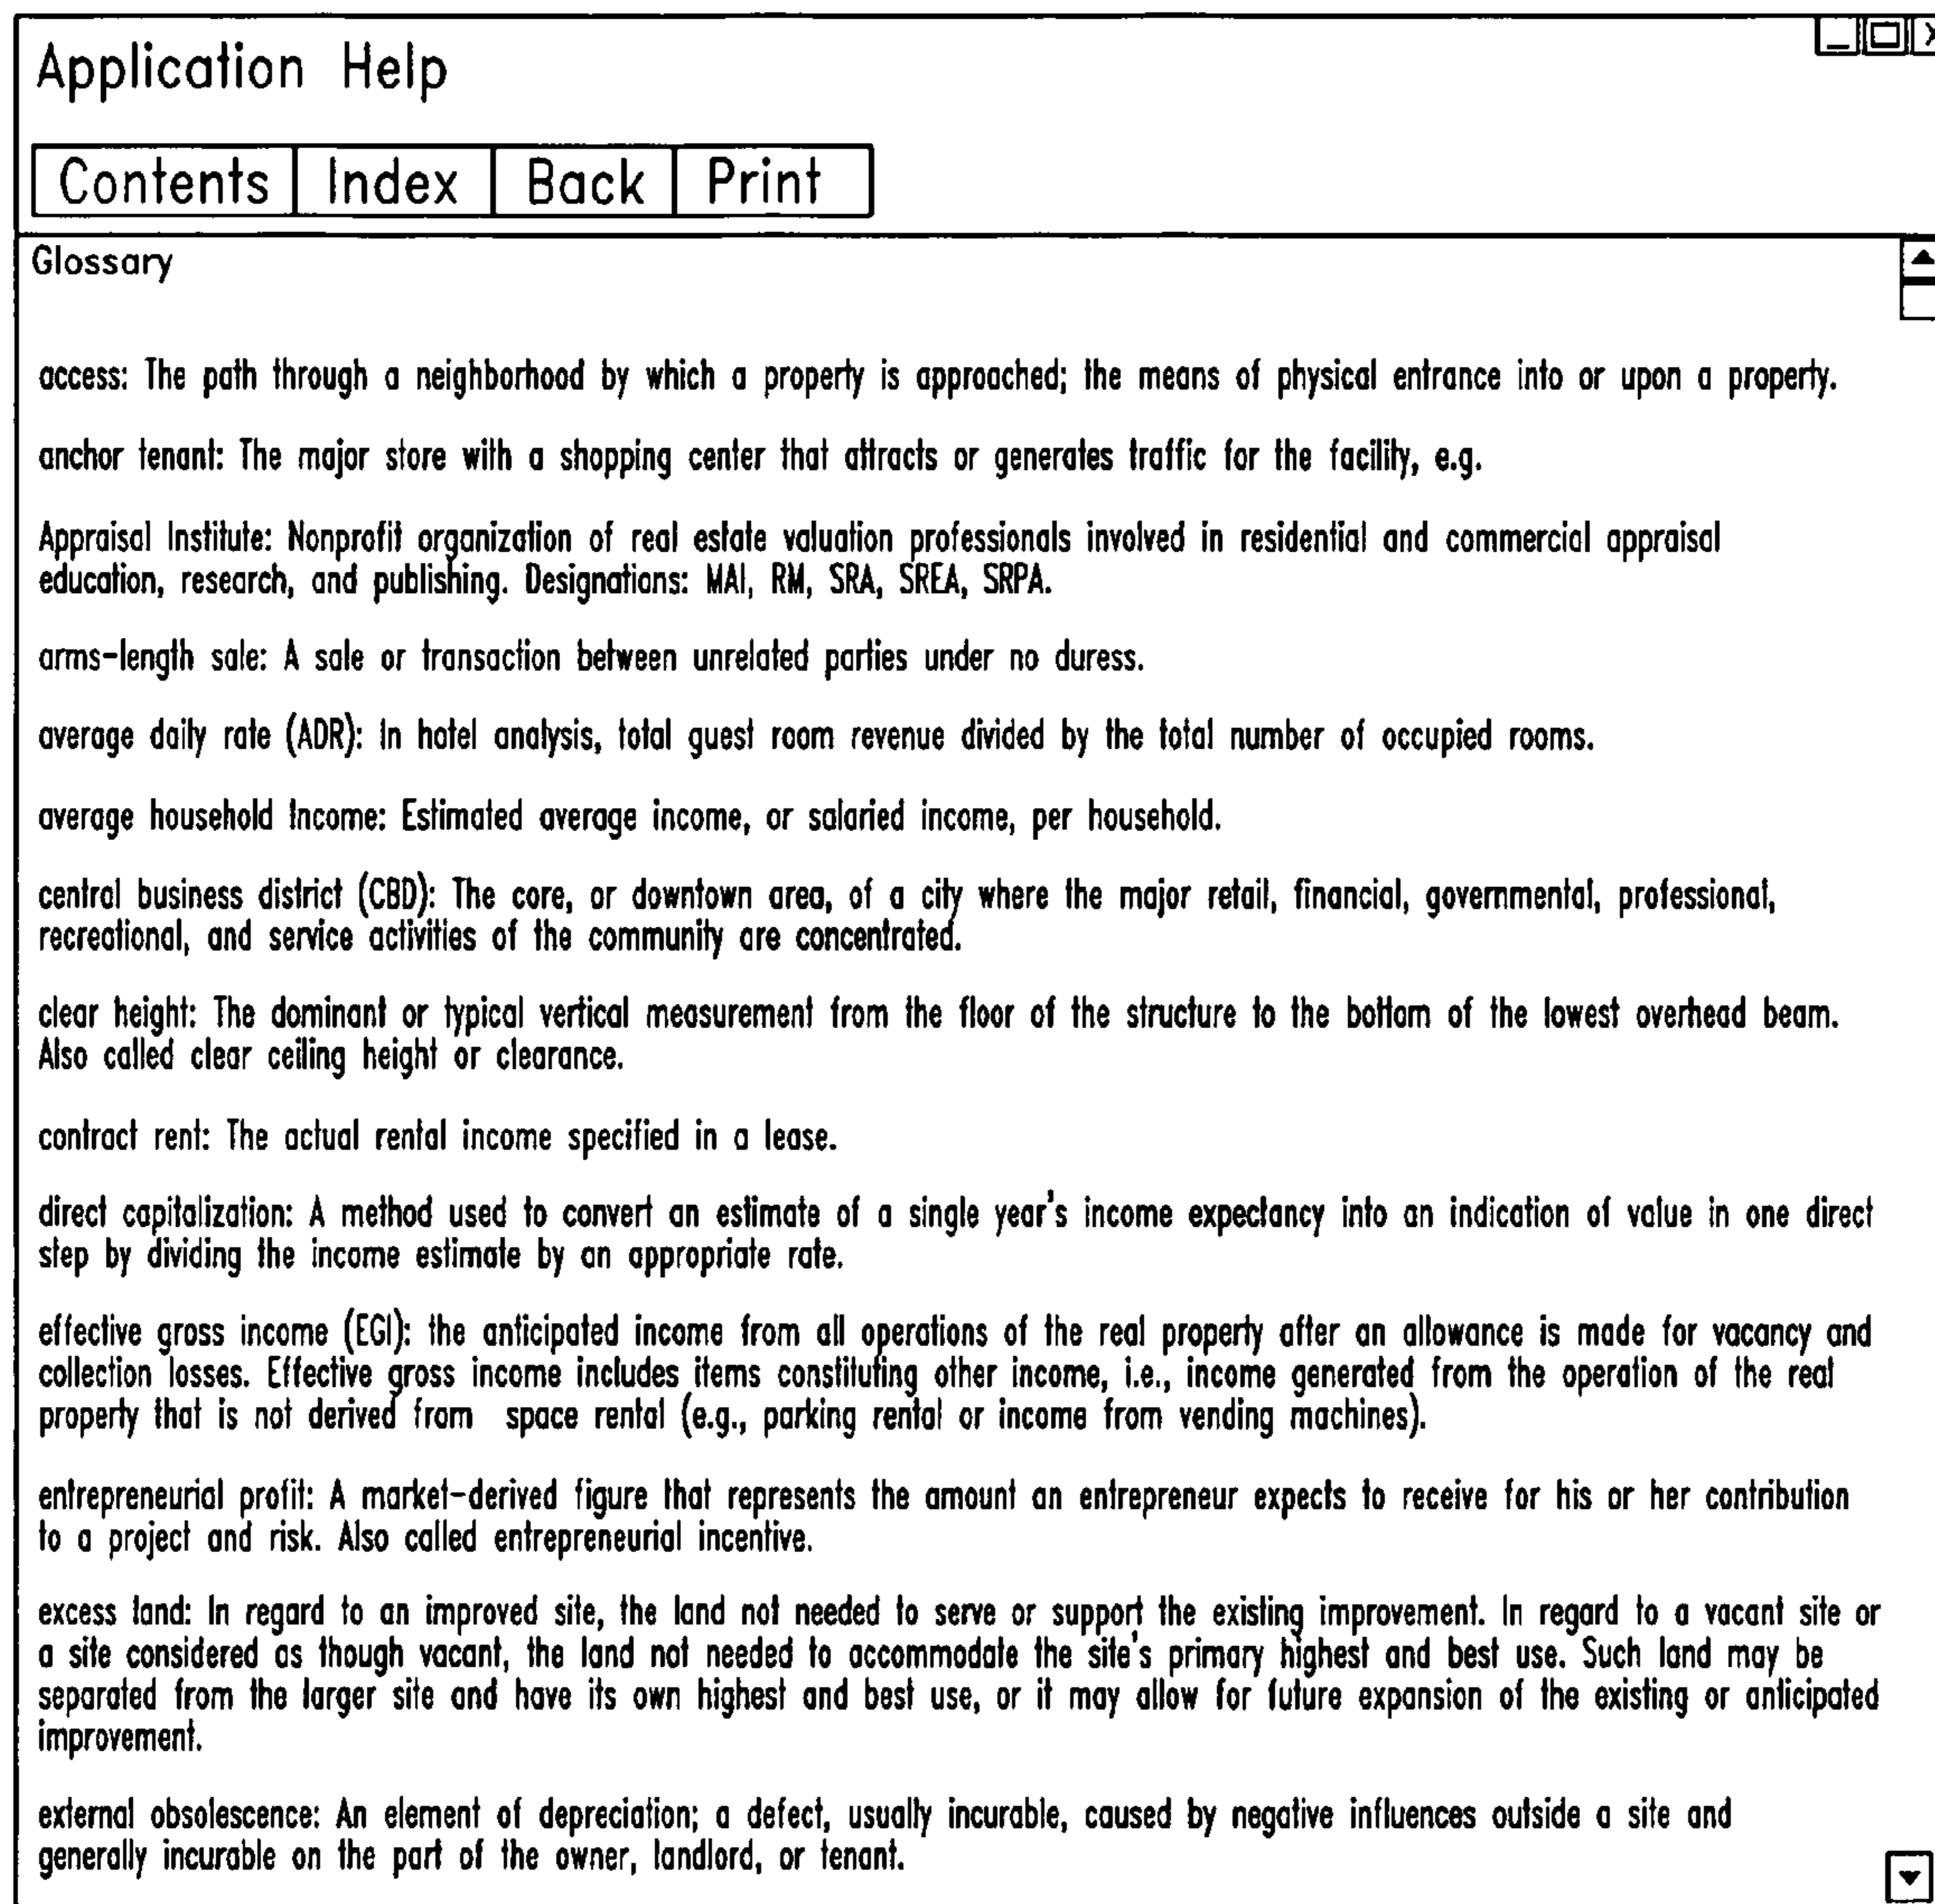 Application Help
Contents Index Back Print
Glossary
access: The path through a neighborhood by which a property is approached; the means of physical entrance into or upon a property.
anchor tenant: The major store with a shopping center that attracts or generates traffic for the facility, e.g.
Appraisal Institute: Nonprofit organization of real estate valuation professionals involved in residential and commercial appraisal
education, research, and publishing. Designations: MAI, RM, SRA, SREA, SRPA.
arms-length sale: A sale or transaction between unrelated parties under no duress.
average daily rate (ADR): In hotel analysis, total guest room revenue divided by the total number of occupied rooms.
average household Income: Estimated average income, or salaried income, per household.
central business district (CBD): The core, or downtown area, of a city where the major retail, financial, governmental, professional,
recreational, and service activities of the community are concentrated.
clear height: The dominant or typical vertical measurement from the floor of the structure to the bottom of the lowest overhead beam.
Also called clear ceiling height or clearance.
contract rent: The actual rental income specified in a lease.
direct capitalization: A method used to convert an estimate of a single year's income expectancy into an indication of value in one direct
step by dividing the income estimate by an appropriate rate.
effective gross income (EGI): the anticipated income from all operations of the real property after an allowance is made for vacancy and
collection losses. Effective gross income includes items constituting other income, i.e., income generated from the operation of the real
property that is not derived from space rental (e.g., parking rental or income from vending machines).
entrepreneurial profit: A market-derived figure that represents the amount an entrepreneur expects to receive for his or her contribution
to a project and risk. Also called entrepreneurial incentive.
excess land: In regard to an improved site, the land not needed to serve or support the existing improvement. In regard to a vacant site or
a site considered as though vacant, the land not needed to accommodate the site's primary highest and best use. Such land may be
separated from the larger site and have its own highest and best use, or it may allow for future expansion of the existing or anticipated
improvement.
external obsolescence: An element of depreciation; a defect, usually incurable, caused by negative influences outside a site and
generally incurable on the part of the owner, landlord, or tenant.